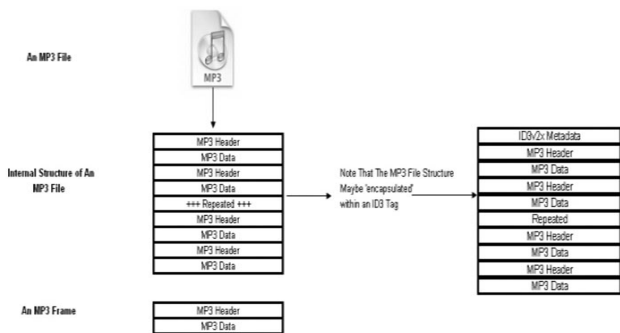 An MP3 File
MP3
Internal Structure of An
MP3 File
MP3 Header
MP3 Data
MP3 Header
MP3 Data
+++ Repeated +++
MP3 Header
MP3 Data
MP3 Header
MP3 Data
Note That The MP3 File Structure
Maybe 'encapsulated'
within an ID3 Tag
ID3v2x Metadata
MP3 Header
MP3 Data
MP3 Header
MP3 Data
Repeated
MP3 Header
MP3 Data
MP3 Header
MP3 Data
An MP3 Frame
MP3 Header
MP3 Data